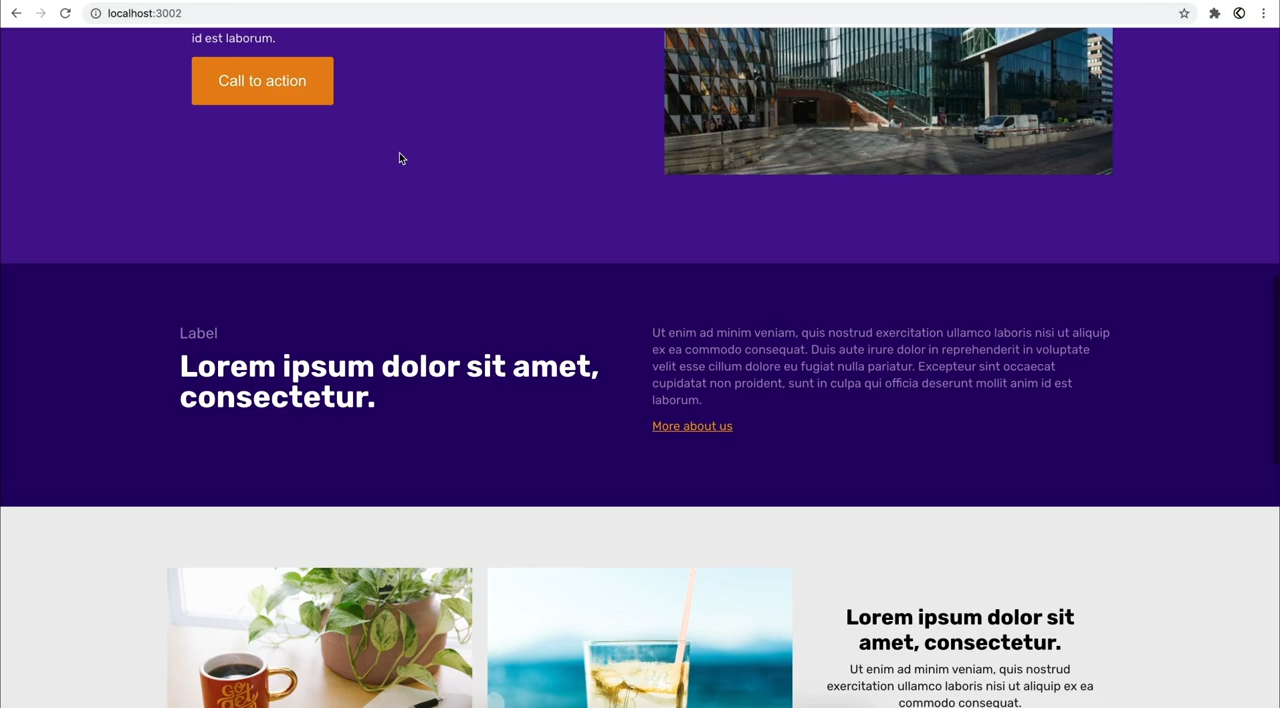 localhost:3002
id est laborum.
Call to action
Label
Lorem ipsum dolor sit amet,
consectetur.
Ut enim ad minim veniam, quis nostrud exercitation ullamco laboris nisi ut aliquip
ex ea commodo consequat. Duis aute irure dolor in reprehenderit in voluptate
velit esse cillum dolore eu fugiat nulla pariatur. Excepteur sint occaecat
cupidatat non proident, sunt in culpa qui officia deserunt mollit anim id est
laborum.
More about us
Lorem ipsum dolor sit
amet, consectetur.
Ut enim ad minim veniam, quis nostrud
exercitation ullamco laboris nisi ut aliquip ex ea
commodo consequat.